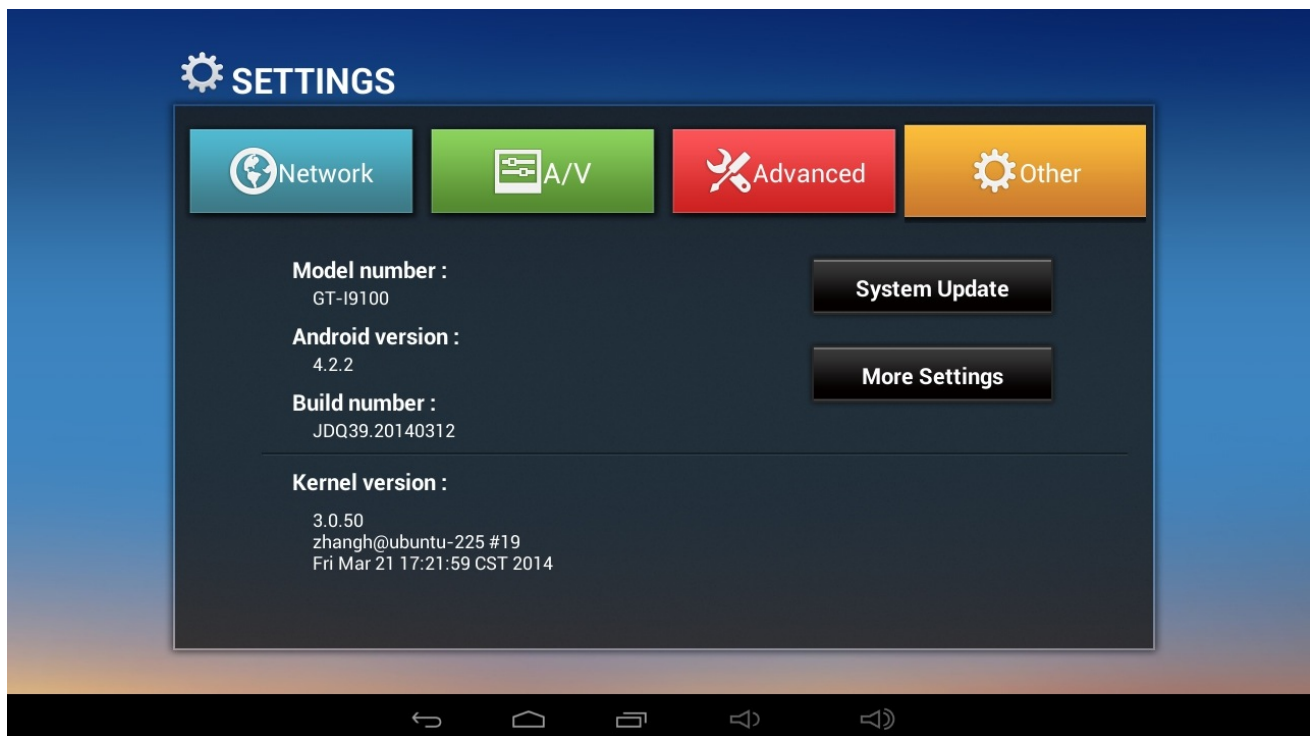 SETTINGS
Network
A/V
Advanced
Other
Model number :
GT-I9100
System Update
Android version :
4.2.2
More Settings
Build number :
JDQ39.20140312
Kernel version :
3.0.50
zhangh@ubuntu-225 #19
Fri Mar 21 17:21:59 CST 2014